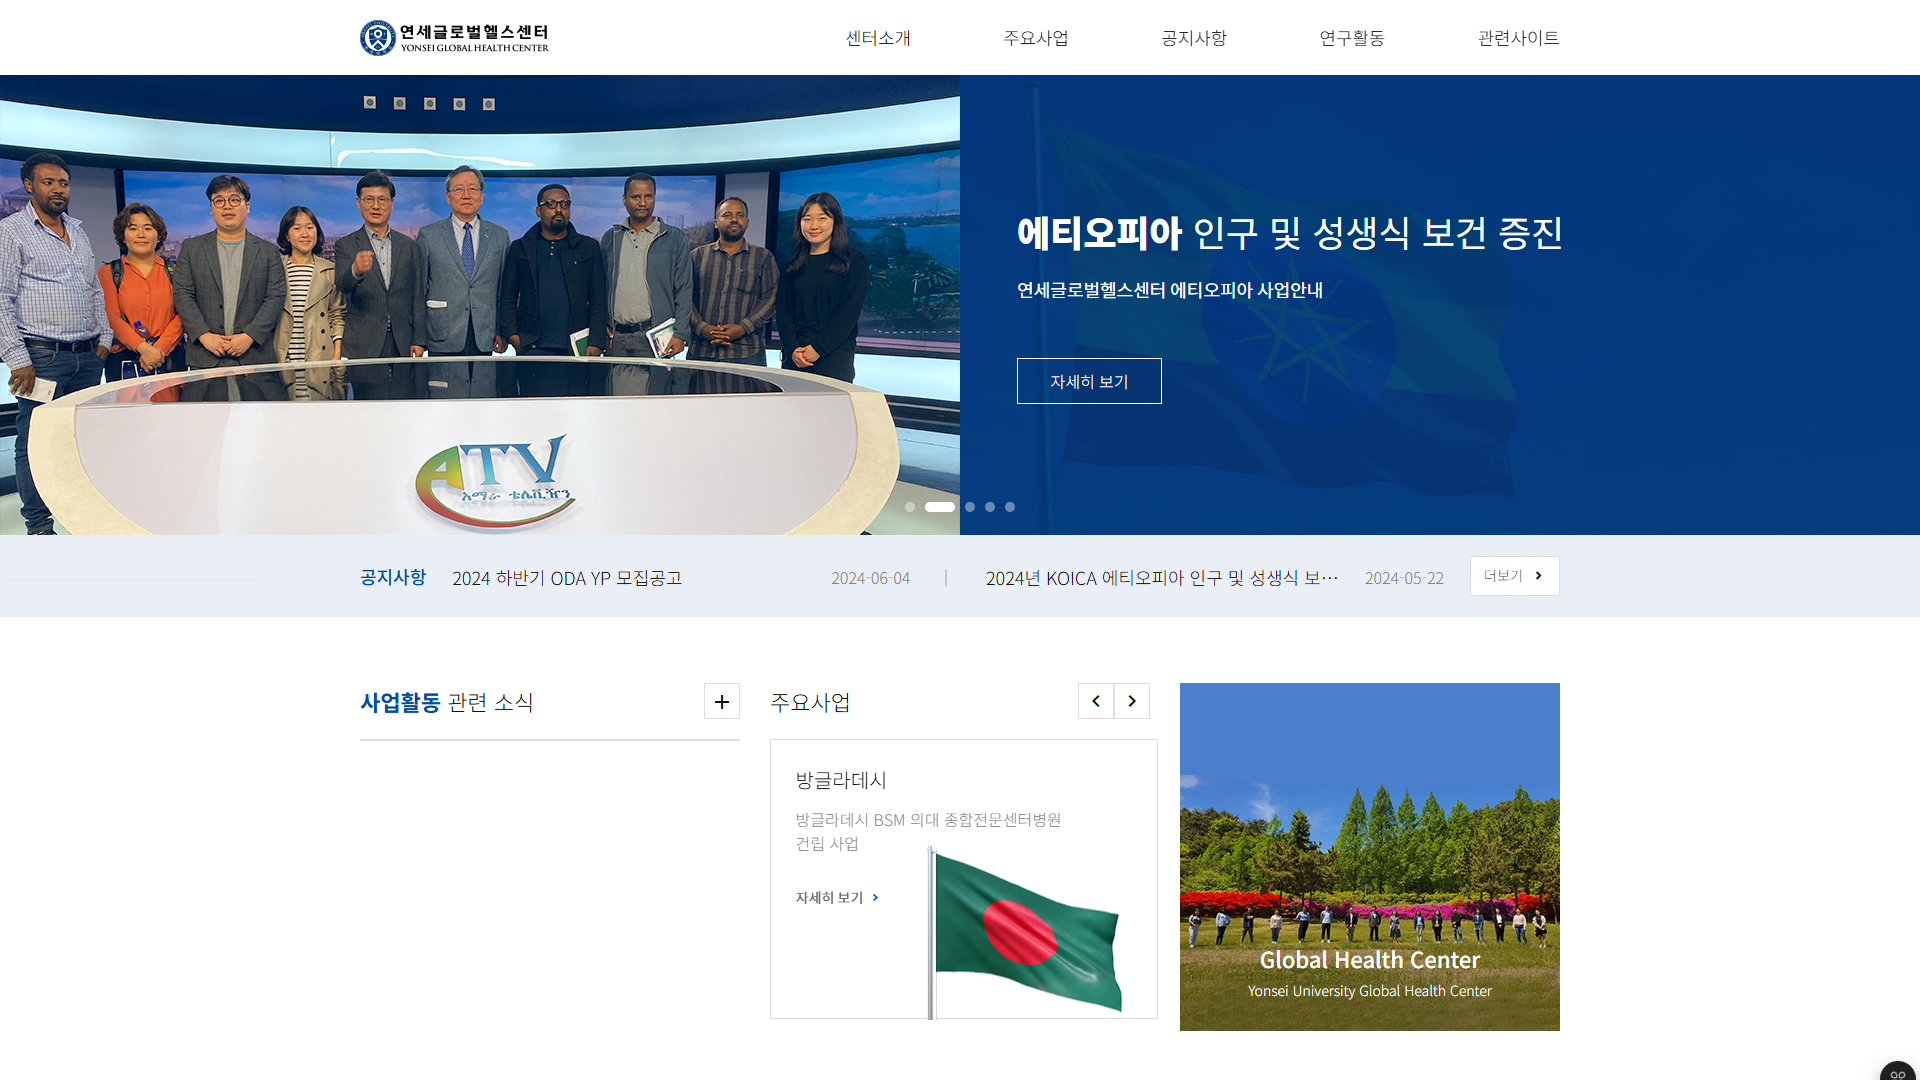 연세글로벌헬스센터
YONSEI GLOBAL HEALTH CENTER
센터소개
주요사업
공지사항
연구활동
관련사이트
에티오피아 인구 및 성생식 보건 증진
연세글로벌헬스센터 에티오피아 사업안내
자세히 보기
ATV
አማራ ቴሌቪዥን
공지사항
2024 하반기 ODA YP 모집공고
2024-06-04
2024년 KOICA 에티오피아 인구 및 성생식 보…
2024-05-22
더보기
사업활동 관련 소식
주요사업
방글라데시
방글라데시 BSM 의대 종합전문센터병원
건립 사업
자세히 보기
Global Health Center
Yonsei University Global Health Center